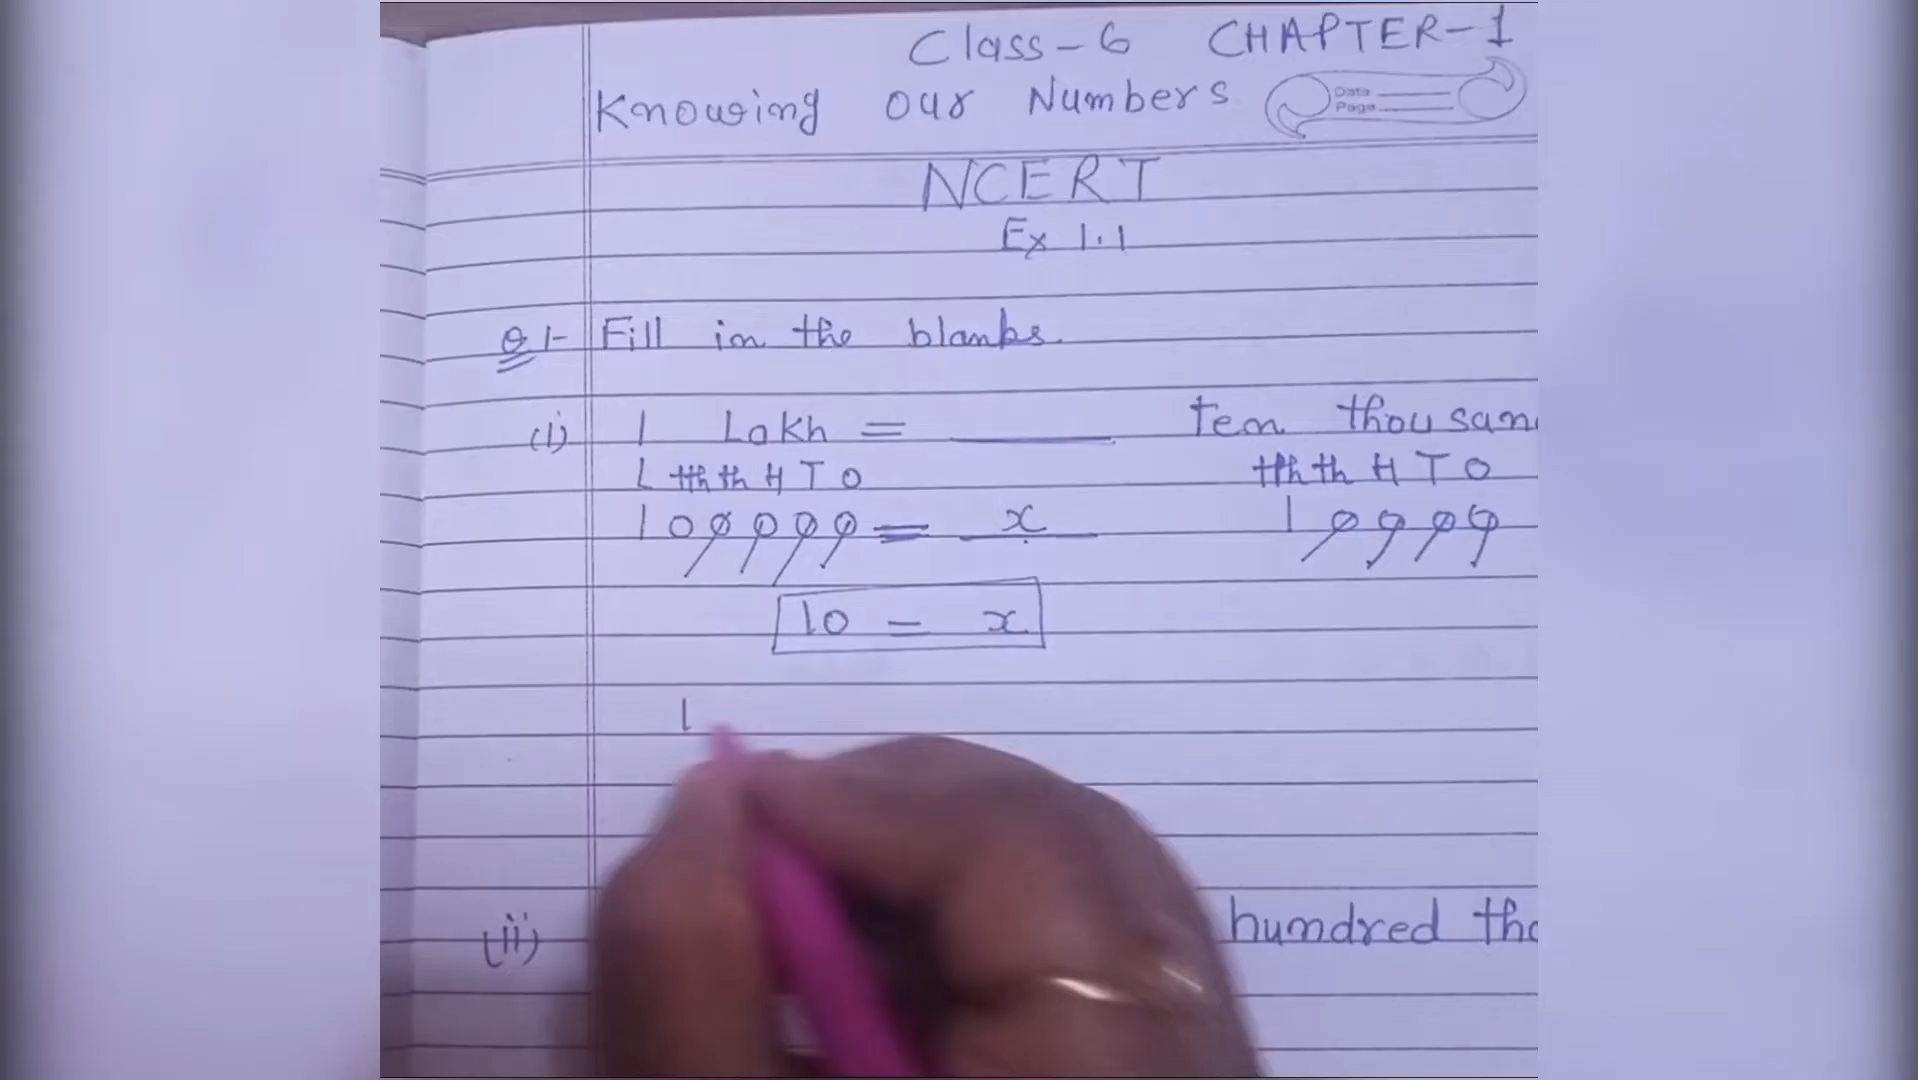 Class-6 CHAPTER-1
Knowing our Numbers
Date
Page
NCERT
Ex 1.1
Q1- Fill in the blanks.
(i) 1 Lakh = ______ ten thousan
L tth th H T O tth th H T O
100000 = x 10000
10 = x
1
(ii) hundred tho